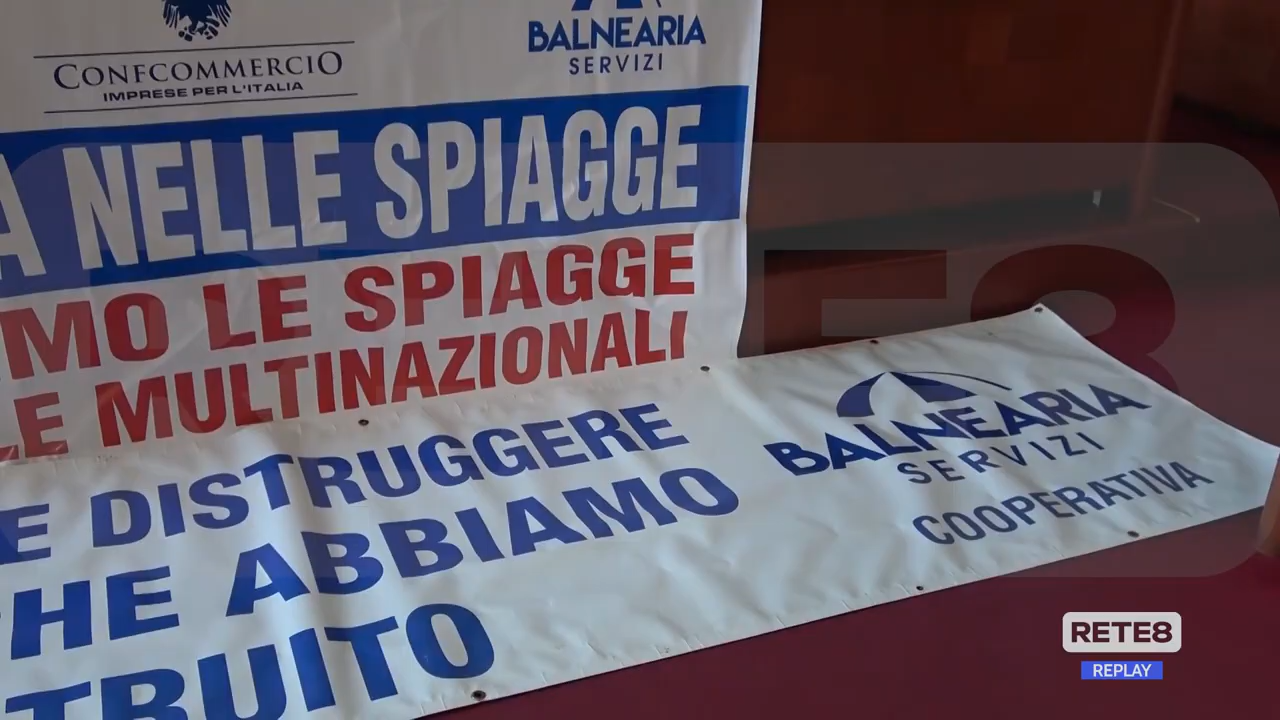 CONFCOMMERCIO
IMPRESE PER L'ITALIA
BALNEARIA
SERVIZI
A NELLE SPIAGGE
MO LE SPIAGGE
LE MULTINAZIONALI
E DISTRUGGERE
HE ABBIAMO
TRUITO
BALNEARIA
SERVIZI
COOPERATIVA
E8
RETE8
REPLAY